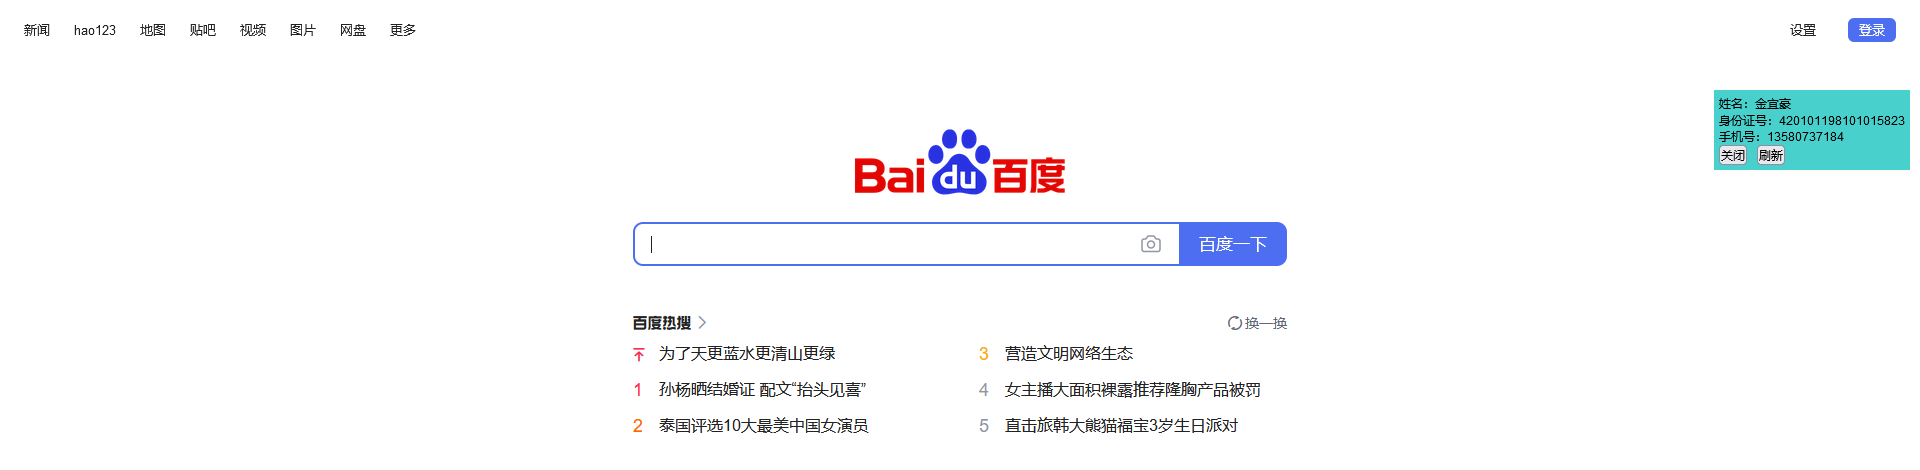 新闻 hao123 地图 贴吧 视频 图片 网盘 更多 设置 登录
姓名：金宜豪
身份证号：420101198101015823
手机号：13580737184
关闭 刷新
Bai du 百度
百度一下
百度热搜 换一换
为了天更蓝水更清山更绿
1 孙杨晒结婚证 配文“抬头见喜”
2 泰国评选10大最美中国女演员
3 营造文明网络生态
4 女主播大面积裸露推荐隆胸产品被罚
5 直击旅韩大熊猫福宝3岁生日派对